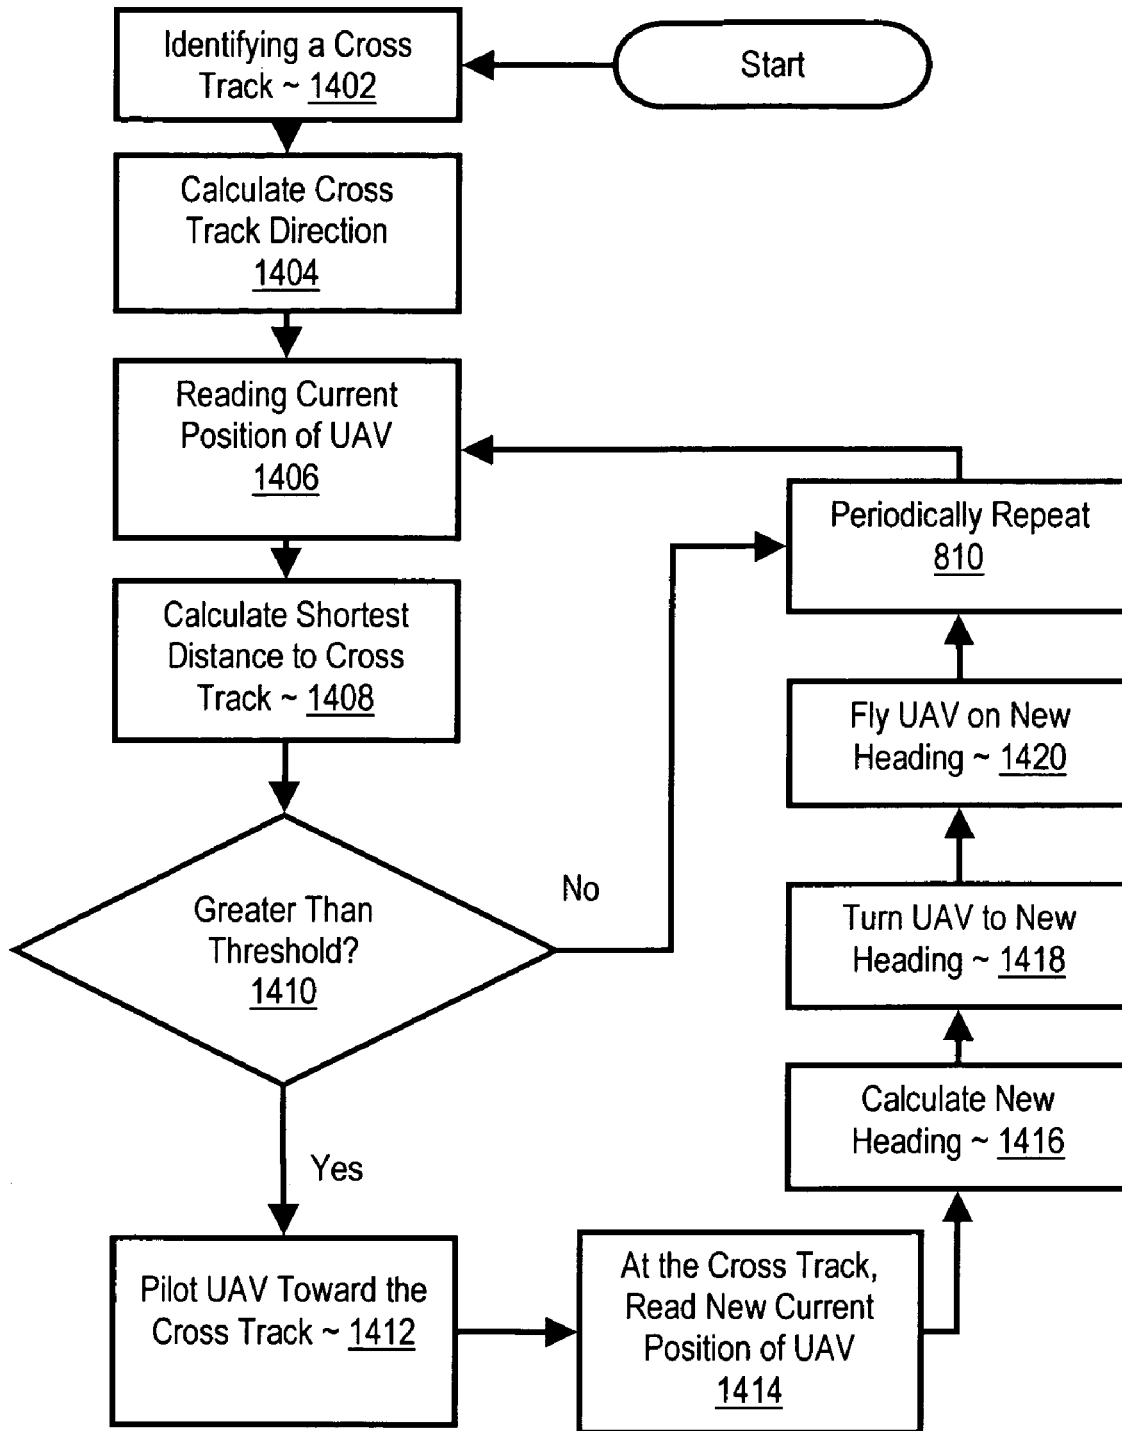 Start
Identifying a Cross
Track ~ 1402
Calculate Cross
Track Direction
1404
Reading Current
Position of UAV
1406
Calculate Shortest
Distance to Cross
Track ~ 1408
Greater Than
Threshold?
1410
No
Yes
Pilot UAV Toward the
Cross Track ~ 1412
At the Cross Track,
Read New Current
Position of UAV
1414
Calculate New
Heading ~ 1416
Turn UAV to New
Heading ~ 1418
Fly UAV on New
Heading ~ 1420
Periodically Repeat
810